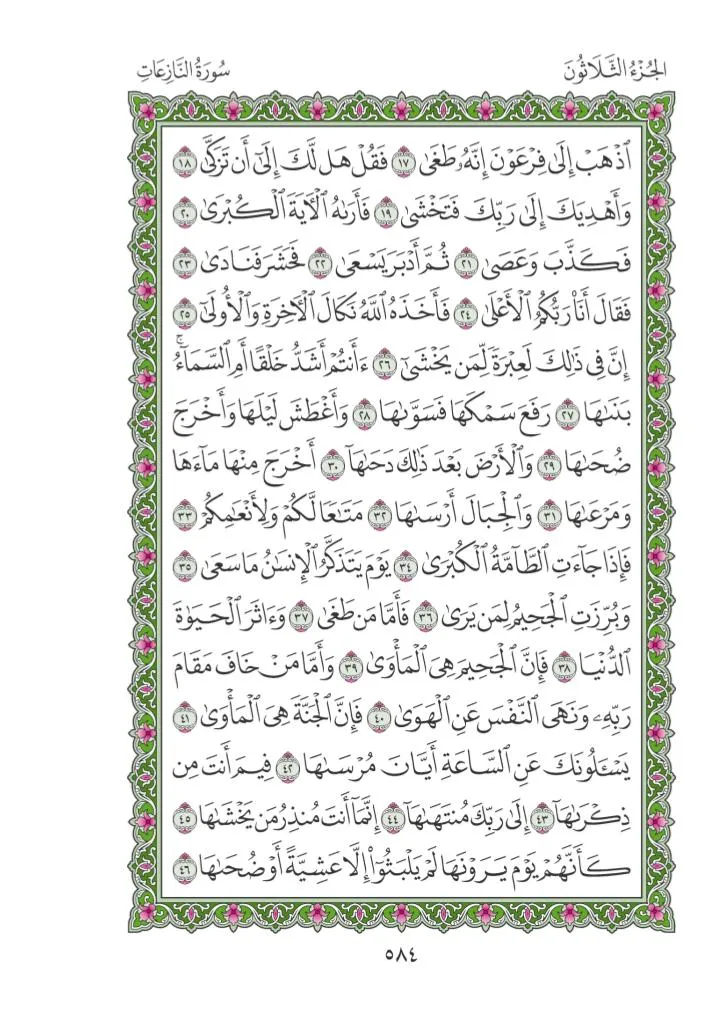 الجُزْءُ الثَّلَاثُونَ
سُورَةُ النَّازِعَاتِ
ٱذْهَبْ إِلَىٰ فِرْعَوْنَ إِنَّهُۥ طَغَىٰ ١٧ فَقُلْ هَل لَّكَ إِلَىٰٓ أَن تَزَكَّىٰ ١٨
وَأَهْدِيَكَ إِلَىٰ رَبِّكَ فَتَخْشَىٰ ١٩ فَأَرَىٰهُ ٱلْأٓيَةَ ٱلْكُبْرَىٰ ٢٠
فَكَذَّبَ وَعَصَىٰ ٢١ ثُمَّ أَدْبَرَ يَسْعَىٰ ٢٢ فَحَشَرَ فَنَادَىٰ ٢٣
فَقَالَ أَنَا۠ رَبُّكُمُ ٱلْأَعْلَىٰ ٢٤ فَأَخَذَهُ ٱللَّهُ نَكَالَ ٱلْأٓخِرَةِ وَٱلْأُولَىٰٓ ٢٥
إِنَّ فِى ذَٰلِكَ لَعِبْرَةً لِّمَن يَخْشَىٰٓ ٢٦ ءَأَنتُمْ أَشَدُّ خَلْقًا أَمِ ٱلسَّمَآءُ ۚ
بَنَىٰهَا ٢٧ رَفَعَ سَمْكَهَا فَسَوَّىٰهَا ٢٨ وَأَغْطَشَ لَيْلَهَا وَأَخْرَجَ
ضُحَىٰهَا ٢٩ وَٱلْأَرْضَ بَعْدَ ذَٰلِكَ دَحَىٰهَآ ٣٠ أَخْرَجَ مِنْهَا مَآءَهَا
وَمَرْعَىٰهَا ٣١ وَٱلْجِبَالَ أَرْسَىٰهَا ٣٢ مَتَٰعًا لَّكُمْ وَلِأَنْعَٰمِكُمْ ٣٣
فَإِذَا جَآءَتِ ٱلطَّآمَّةُ ٱلْكُبْرَىٰ ٣٤ يَوْمَ يَتَذَكَّرُ ٱلْإِنسَٰنُ مَا سَعَىٰ ٣٥
وَبُرِّزَتِ ٱلْجَحِيمُ لِمَن يَرَىٰ ٣٦ فَأَمَّا مَن طَغَىٰ ٣٧ وَءَاثَرَ ٱلْحَيَوٰةَ
ٱلدُّنْيَا ٣٨ فَإِنَّ ٱلْجَحِيمَ هِىَ ٱلْمَأْوَىٰ ٣٩ وَأَمَّا مَنْ خَافَ مَقَامَ
رَبِّهِۦ وَنَهَى ٱلنَّفْسَ عَنِ ٱلْهَوَىٰ ٤٠ فَإِنَّ ٱلْجَنَّةَ هِىَ ٱلْمَأْوَىٰ ٤١
يَسْـَٔلُونَكَ عَنِ ٱلسَّاعَةِ أَيَّانَ مُرْسَىٰهَا ٤٢ فِيمَ أَنتَ مِن
ذِكْرَىٰهَآ ٤٣ إِلَىٰ رَبِّكَ مُنتَهَىٰهَآ ٤٤ إِنَّمَآ أَنتَ مُنذِرُ مَن يَخْشَىٰهَا ٤٥
كَأَنَّهُمْ يَوْمَ يَرَوْنَهَا لَمْ يَلْبَثُوٓا۟ إِلَّا عَشِيَّةً أَوْ ضُحَىٰهَا ٤٦
٥٨٤